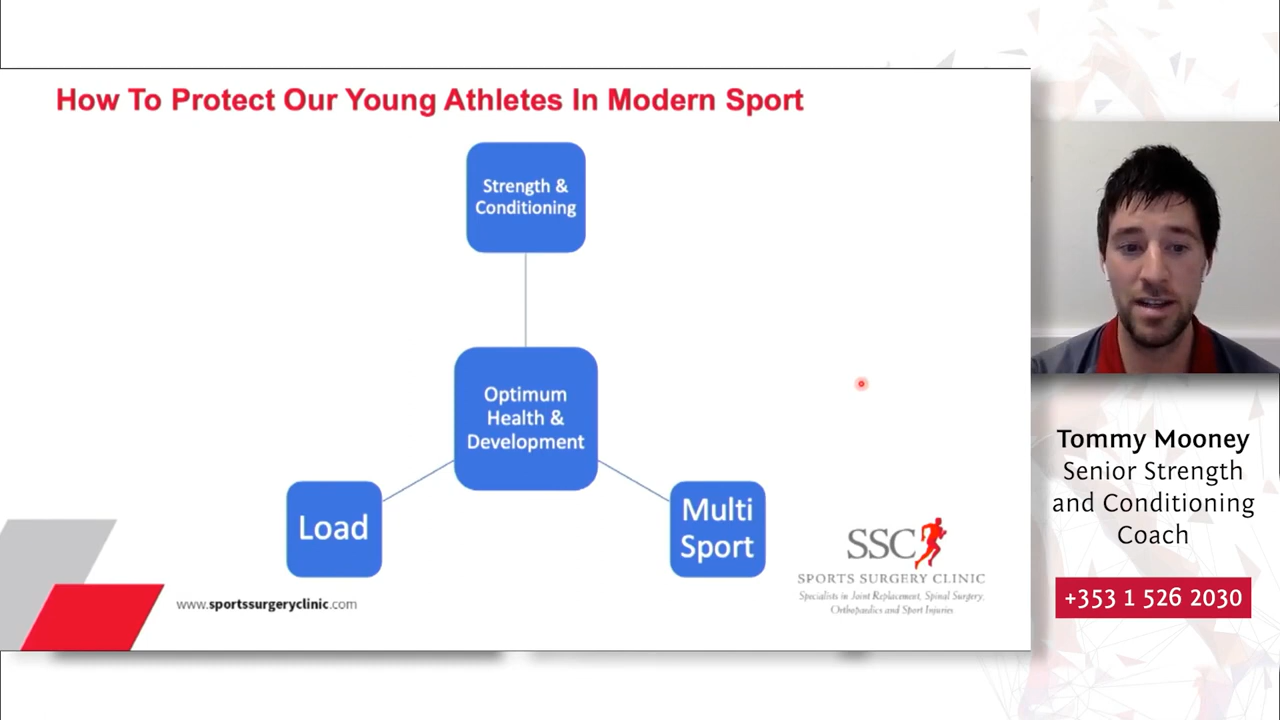 How To Protect Our Young Athletes In Modern Sport
Strength &
Conditioning
Optimum
Health &
Development
Load
Multi
Sport
SSC
SPORTS SURGERY CLINIC
Specialists in Joint Replacement, Spinal Surgery,
Orthopaedics and Sport Injuries
www.sportssurgeryclinic.com
Tommy Mooney
Senior Strength
and Conditioning
Coach
+353 1 526 2030